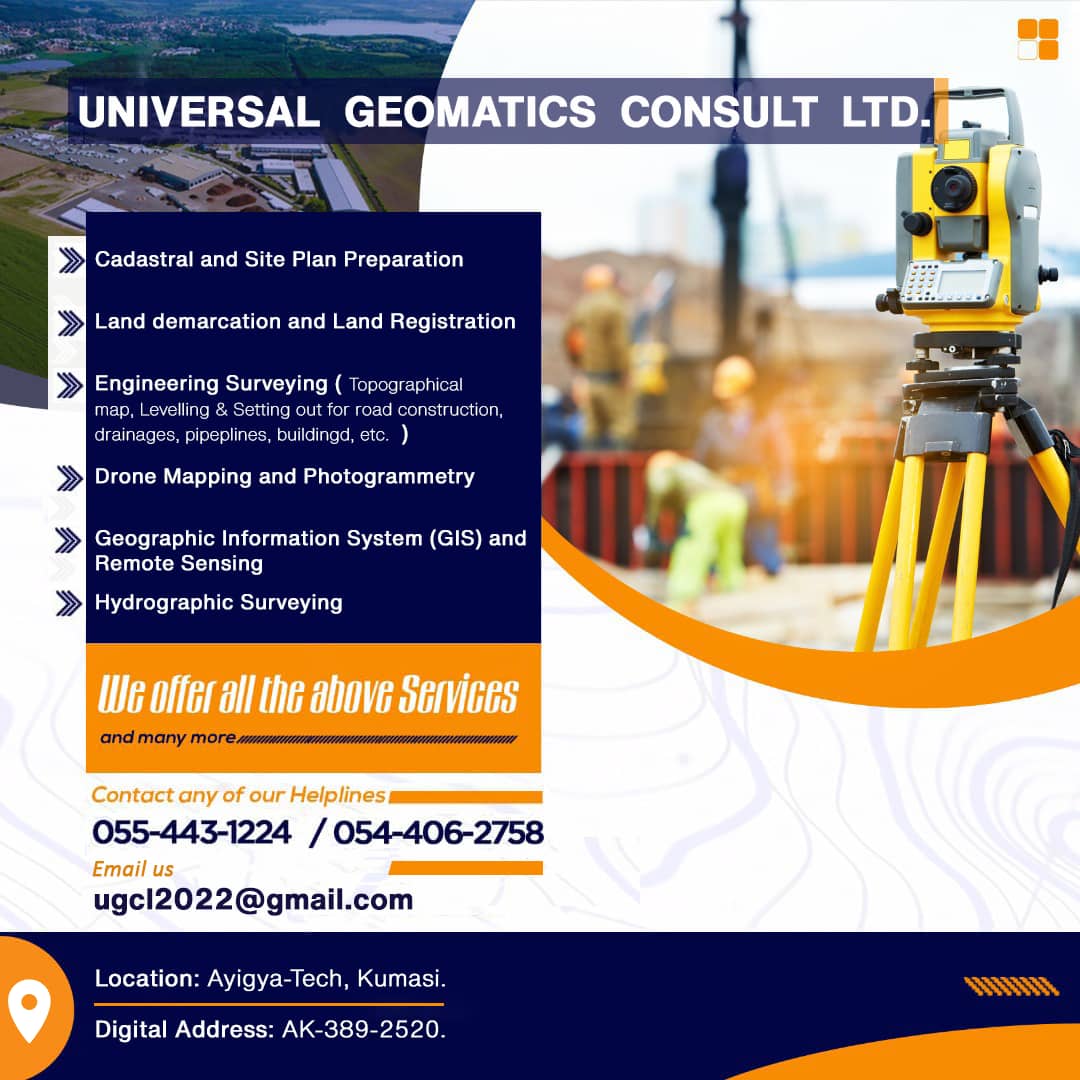 UNIVERSAL GEOMATICS CONSULT LTD.
Cadastral and Site Plan Preparation
Land demarcation and Land Registration
Engineering Surveying ( Topographical
map, Levelling & Setting out for road construction,
drainages, pipeplines, buildingd, etc. )
Drone Mapping and Photogrammetry
Geographic Information System (GIS) and
Remote Sensing
Hydrographic Surveying
We offer all the above Services
and many more
Contact any of our Helplines
055-443-1224 / 054-406-2758
Email us
ugcl2022@gmail.com
Location: Ayigya-Tech, Kumasi.
Digital Address: AK-389-2520.